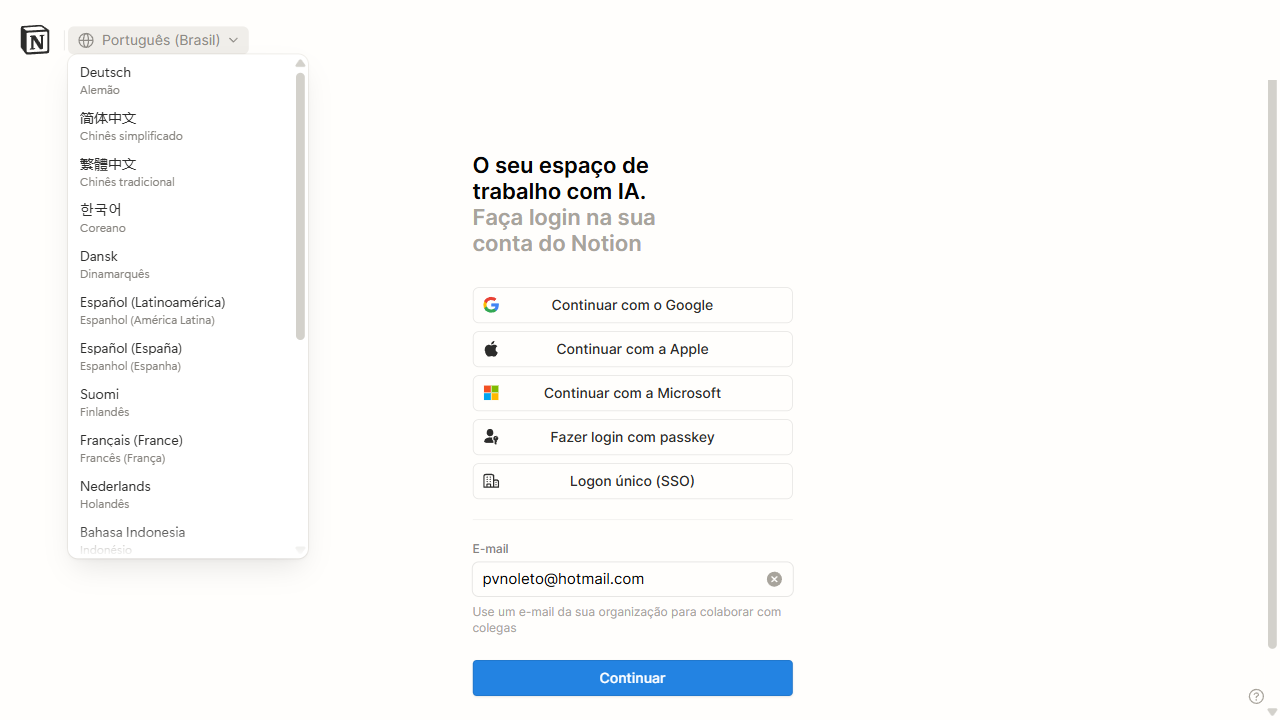 Português (Brasil)
Deutsch
Alemão
简体中文
Chinês simplificado
繁體中文
Chinês tradicional
한국어
Coreano
Dansk
Dinamarquês
Español (Latinoamérica)
Espanhol (América Latina)
Español (España)
Espanhol (Espanha)
Suomi
Finlandês
Français (France)
Francês (França)
Nederlands
Holandês
Bahasa Indonesia
Indonésio
O seu espaço de
trabalho com IA.
Faça login na sua
conta do Notion
Continuar com o Google
Continuar com a Apple
Continuar com a Microsoft
Fazer login com passkey
Logon único (SSO)
E-mail
pvnoleto@hotmail.com
Use um e-mail da sua organização para colaborar com
colegas
Continuar